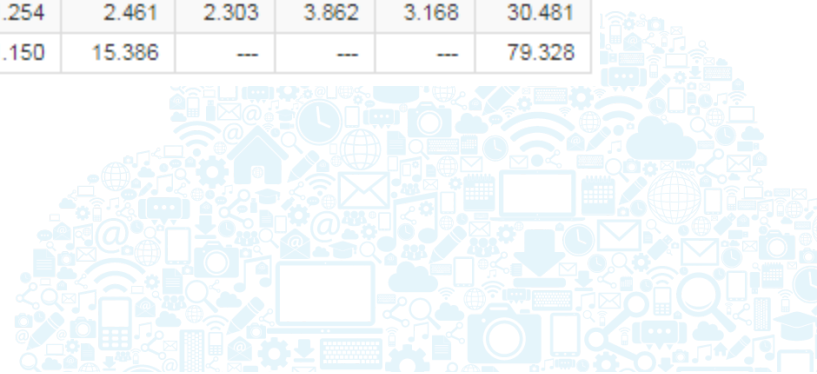 .254 2.461 2.303 3.862 3.168 30.481
.150 15.386 --- --- --- 79.328